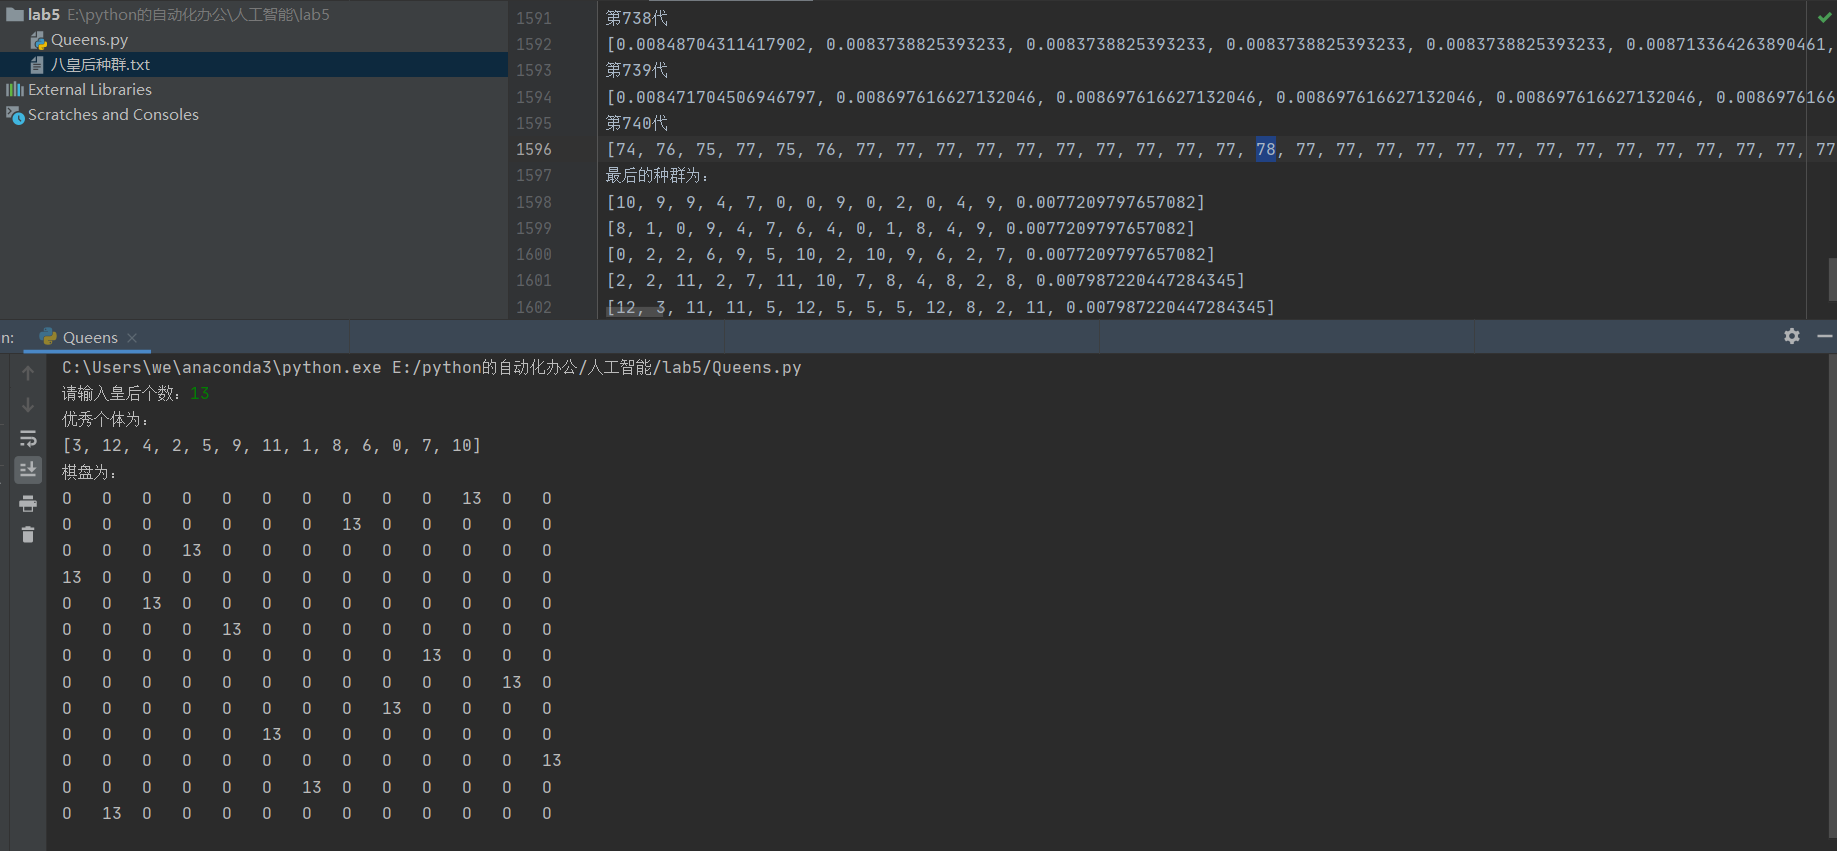 lab5 E:\python的自动化办公\人工智能\lab5
Queens.py
八皇后种群.txt
External Libraries
Scratches and Consoles
1591 第738代
1592 [0.00848704311417902, 0.0083738825393233, 0.0083738825393233, 0.0083738825393233, 0.0083738825393233, 0.008713364263890461,
1593 第739代
1594 [0.008471704506946797, 0.008697616627132046, 0.008697616627132046, 0.008697616627132046, 0.008697616627132046, 0.00869766
1595 第740代
1596 [74, 76, 75, 77, 75, 76, 77, 77, 77, 77, 77, 77, 77, 77, 77, 77, 78, 77, 77, 77, 77, 77, 77, 77, 77, 77, 77, 77, 77, 77, 77
1597 最后的种群为:
1598 [10, 9, 9, 4, 7, 0, 0, 9, 0, 2, 0, 4, 9, 0.0077209797657082]
1599 [8, 1, 0, 9, 4, 7, 6, 4, 0, 1, 8, 4, 9, 0.0077209797657082]
1600 [0, 2, 2, 6, 9, 5, 10, 2, 10, 9, 6, 2, 7, 0.0077209797657082]
1601 [2, 2, 11, 2, 7, 11, 10, 7, 8, 4, 8, 2, 8, 0.007987220447284345]
1602 [12, 3, 11, 11, 5, 12, 5, 5, 5, 12, 8, 2, 11, 0.007987220447284345]
n: Queens
C:\Users\we\anaconda3\python.exe E:/python的自动化办公/人工智能/lab5/Queens.py
请输入皇后个数: 13
优秀个体为:
[3, 12, 4, 2, 5, 9, 11, 1, 8, 6, 0, 7, 10]
棋盘为:
0 0 0 0 0 0 0 0 0 0 13 0 0
0 0 0 0 0 0 0 13 0 0 0 0 0
0 0 0 13 0 0 0 0 0 0 0 0 0
13 0 0 0 0 0 0 0 0 0 0 0 0
0 0 13 0 0 0 0 0 0 0 0 0 0
0 0 0 0 13 0 0 0 0 0 0 0 0
0 0 0 0 0 0 0 0 0 13 0 0 0
0 0 0 0 0 0 0 0 0 0 0 13 0
0 0 0 0 0 0 0 0 13 0 0 0 0
0 0 0 0 0 13 0 0 0 0 0 0 0
0 0 0 0 0 0 0 0 0 0 0 0 13
0 0 0 0 0 0 13 0 0 0 0 0 0
0 13 0 0 0 0 0 0 0 0 0 0 0